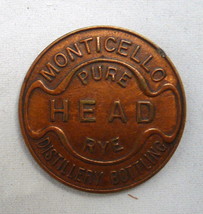 MONTICELLO
PURE
HEAD
RYE
DISTILLERY BOTTLING